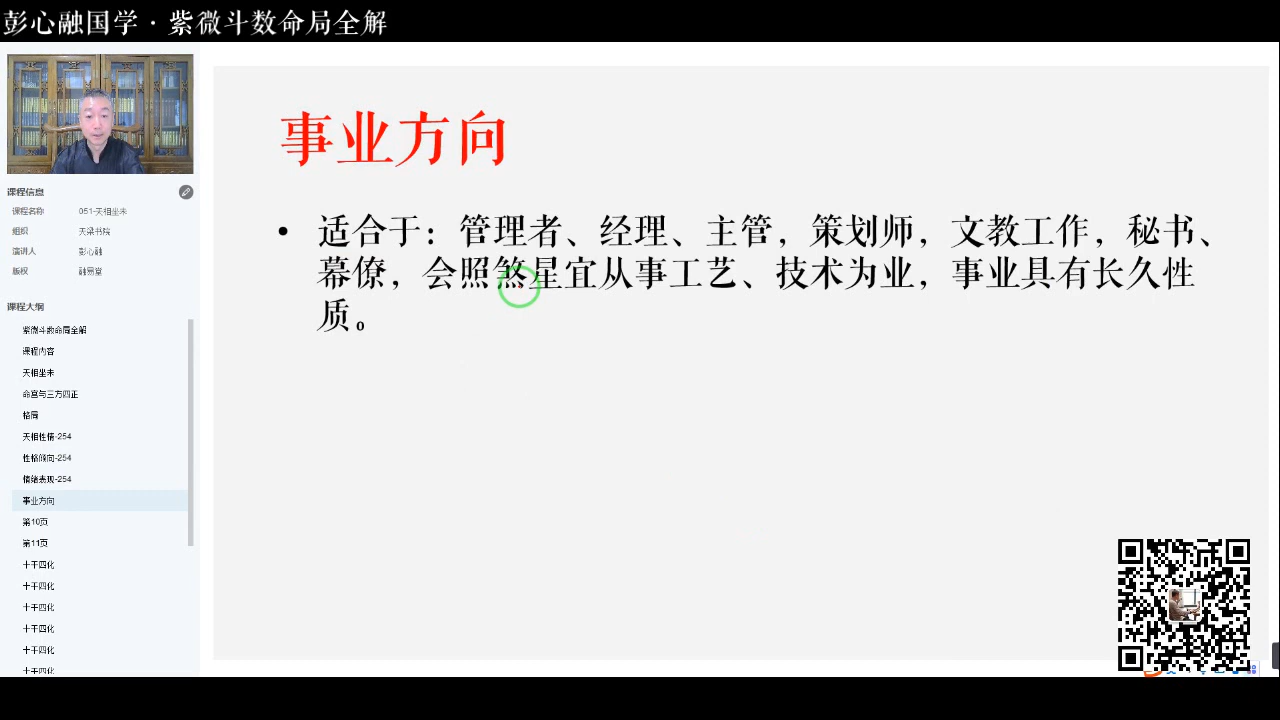 彭心融国学·紫微斗数命局全解
课程信息
课程名称 051-天相坐未
组织 天梁书院
演讲人 彭心融
版权 融易堂
课程大纲
紫微斗数命局全解
课程内容
天相坐未
命宫与三方四正
格局
天相性情-254
性格倾向-254
情绪表现-254
事业方向
第10页
第11页
十干四化
十干四化
十干四化
十干四化
十干四化
十干四化
事业方向
• 适合于：管理者、经理、主管，策划师，文教工作，秘书、
幕僚，会照煞星宜从事工艺、技术为业，事业具有长久性
质。